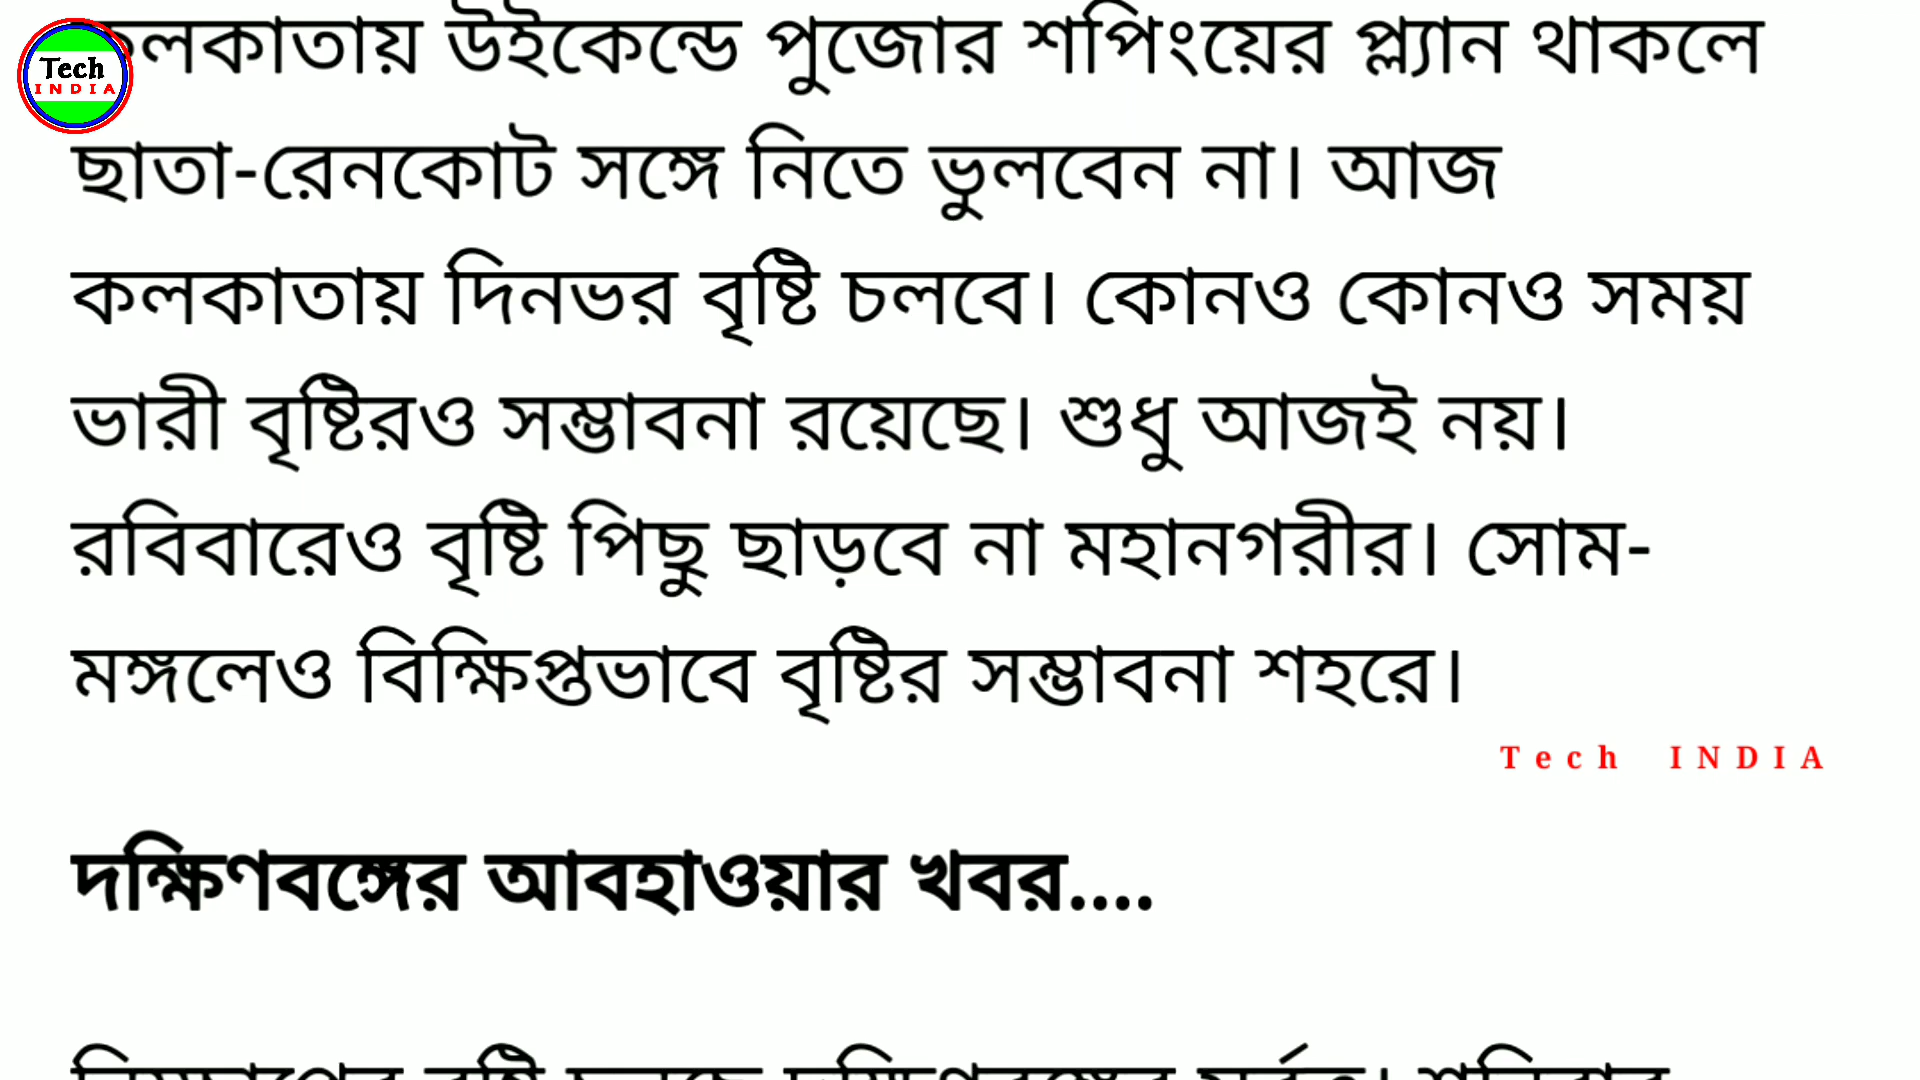 কলকাতায় উইকেন্ডে পুজোর শপিংয়ের প্ল্যান থাকলে
Tech
INDIA
ছাতা-রেনকোট সঙ্গে নিতে ভুলবেন না। আজ
কলকাতায় দিনভর বৃষ্টি চলবে। কোনও কোনও সময়
ভারী বৃষ্টিরও সম্ভাবনা রয়েছে। শুধু আজই নয়।
রবিবারেও বৃষ্টি পিছু ছাড়বে না মহানগরীর। সোম-
মঙ্গলেও বিক্ষিপ্তভাবে বৃষ্টির সম্ভাবনা শহরে।
Tech INDIA
দক্ষিণবঙ্গের আবহাওয়ার খবর....